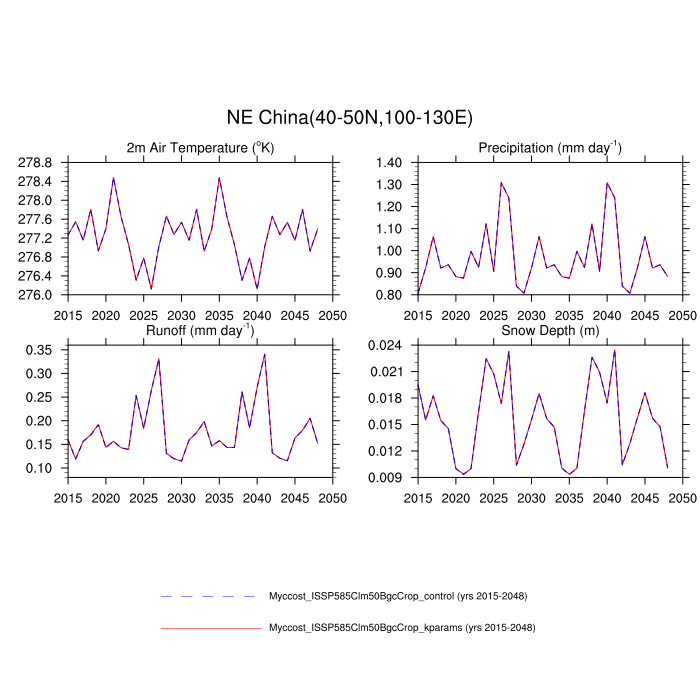 NE China(40-50N,100-130E)
2m Air Temperature (°K)
278.8
278.4
278.0
277.6
277.2
276.8
276.4
276.0
2015 2020 2025 2030 2035 2040 2045 2050
Precipitation (mm day⁻¹)
1.40
1.30
1.20
1.10
1.00
0.90
0.80
2015 2020 2025 2030 2035 2040 2045 2050
Runoff (mm day⁻¹)
0.35
0.30
0.25
0.20
0.15
0.10
2015 2020 2025 2030 2035 2040 2045 2050
Snow Depth (m)
0.024
0.021
0.018
0.015
0.012
0.009
2015 2020 2025 2030 2035 2040 2045 2050
Myccost_ISSP585Clm50BgcCrop_control (yrs 2015-2048)
Myccost_ISSP585Clm50BgcCrop_kparams (yrs 2015-2048)